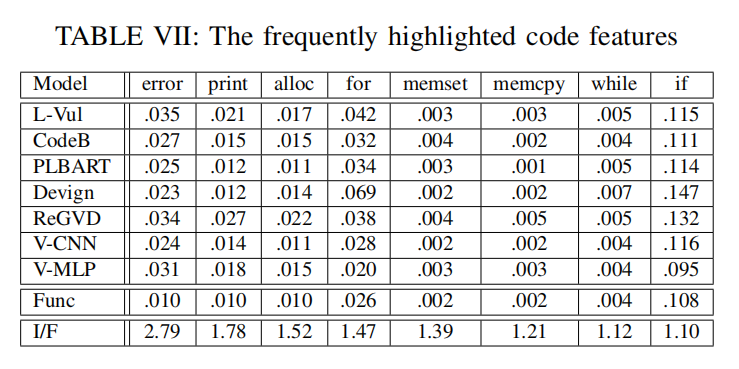 TABLE VII: The frequently highlighted code features
Model error print alloc for memset memcpy while if
L-Vul .035 .021 .017 .042 .003 .003 .005 .115
CodeB .027 .015 .015 .032 .004 .002 .004 .111
PLBART .025 .012 .011 .034 .003 .001 .005 .114
Devign .023 .012 .014 .069 .002 .002 .007 .147
ReGVD .034 .027 .022 .038 .004 .005 .005 .132
V-CNN .024 .014 .011 .028 .002 .002 .004 .116
V-MLP .031 .018 .015 .020 .003 .003 .004 .095
Func .010 .010 .010 .026 .002 .002 .004 .108
I/F 2.79 1.78 1.52 1.47 1.39 1.21 1.12 1.10